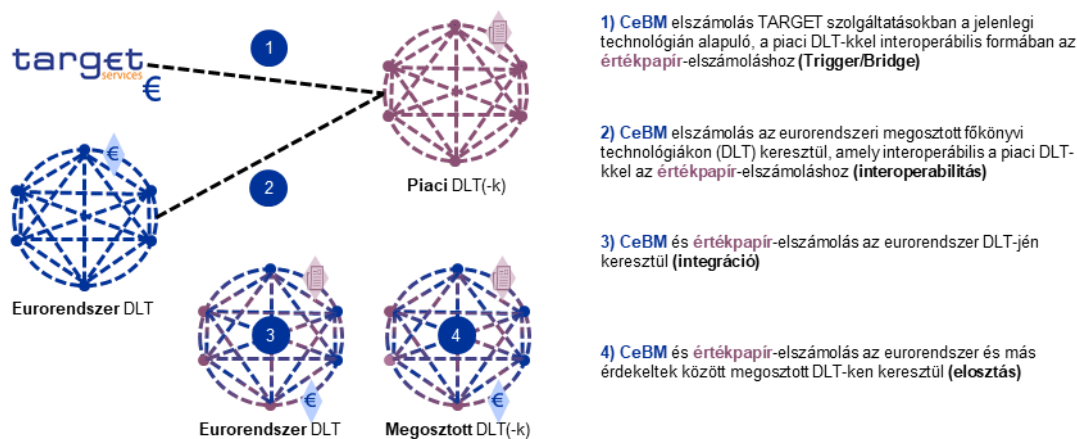 target
services
€
1
2
Piaci DLT(-k)
€
Eurorendszer DLT
3
€
Eurorendszer DLT
4
€
Megosztott DLT(-k)
1) CeBM elszámolás TARGET szolgáltatásokban a jelenlegi
technológián alapuló, a piaci DLT-kkel interoperábilis formában az
értékpapír-elszámoláshoz (Trigger/Bridge)
2) CeBM elszámolás az eurorendszeri megosztott főkönyvi
technológiákon (DLT) keresztül, amely interoperábilis a piaci DLT-
kkel az értékpapír-elszámoláshoz (interoperabilitás)
3) CeBM és értékpapír-elszámolás az eurorendszer DLT-jén
keresztül (integráció)
4) CeBM és értékpapír-elszámolás az eurorendszer és más
érdekeltek között megosztott DLT-ken keresztül (elosztás)